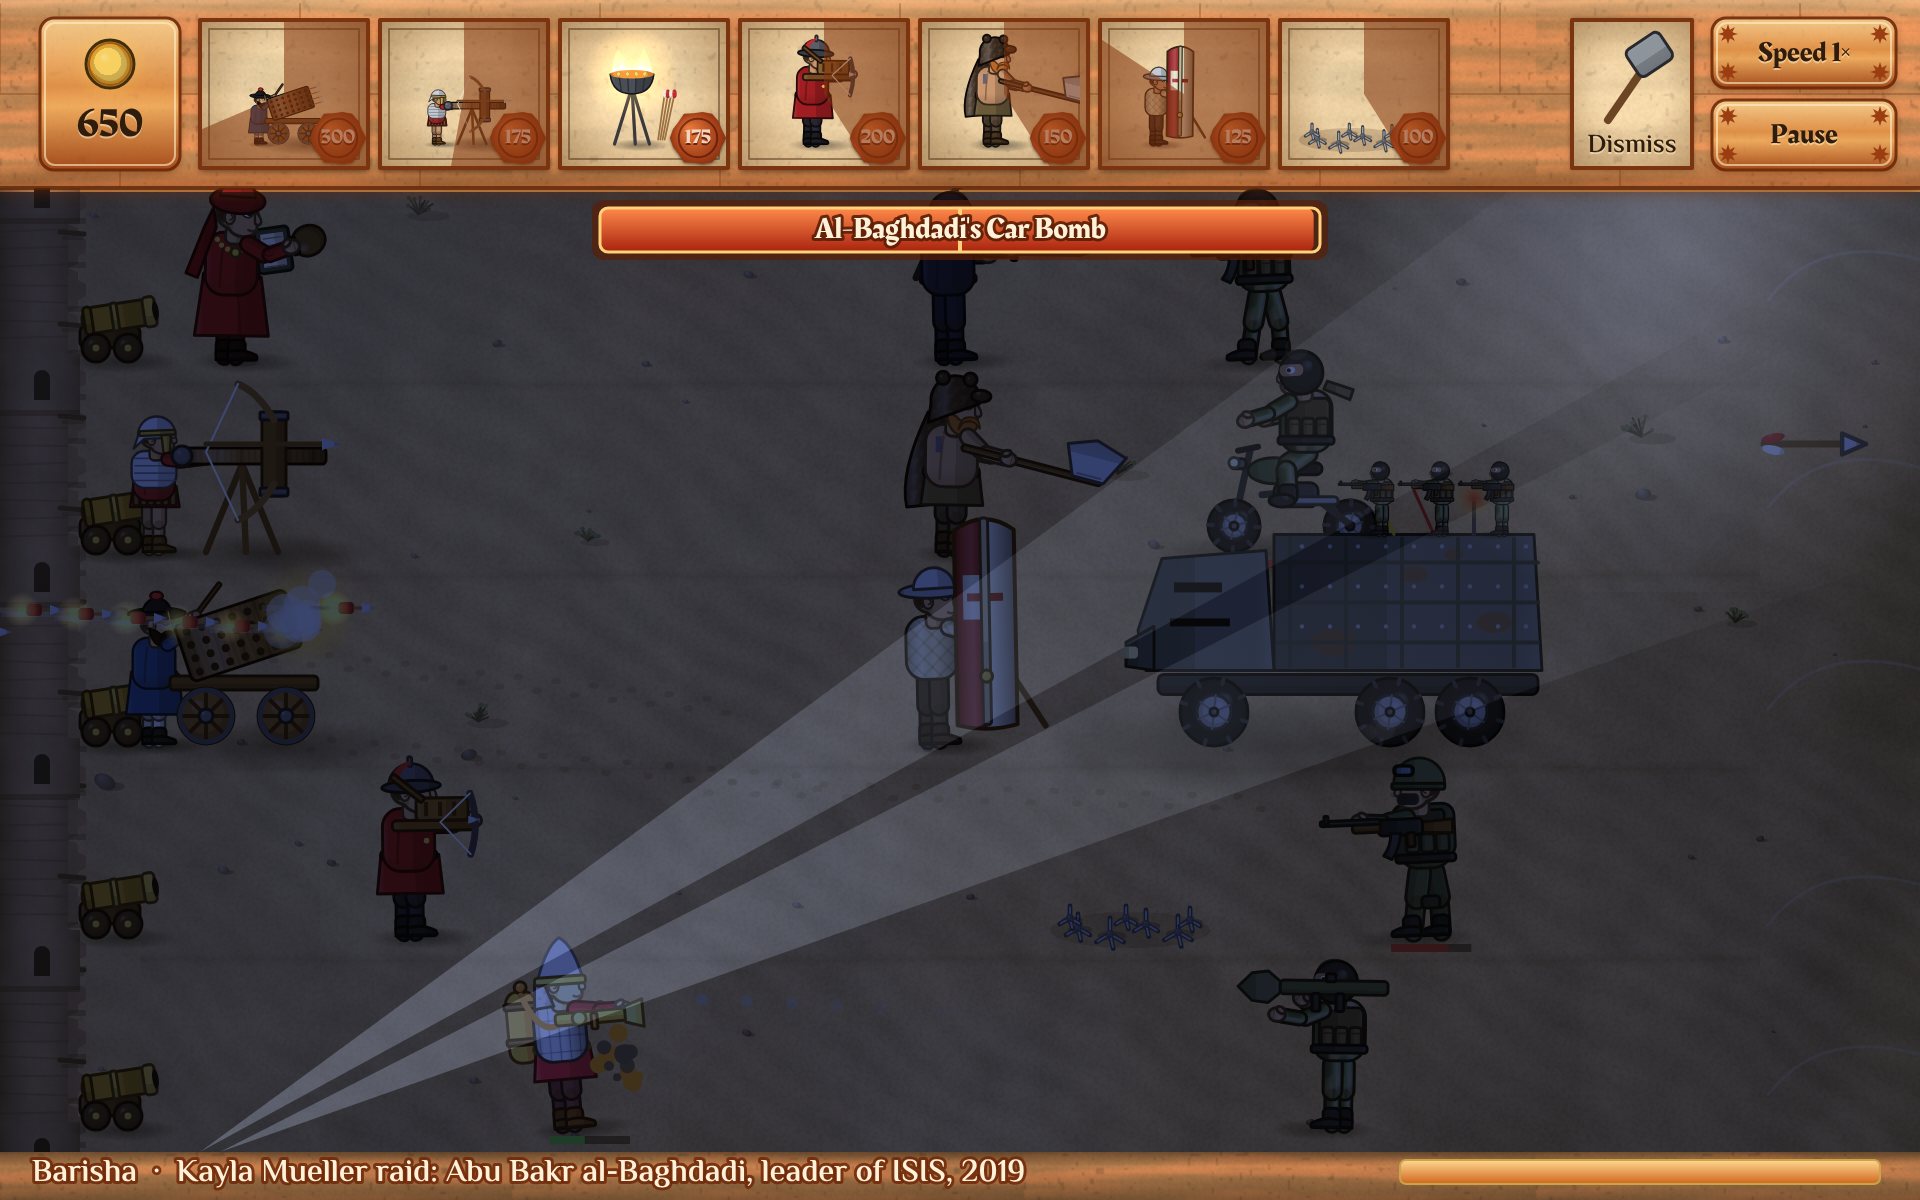 650
300
175
175
200
150
125
100
Dismiss
Speed 1×
Pause
Al-Baghdadi's Car Bomb
Barisha · Kayla Mueller raid: Abu Bakr al-Baghdadi, leader of ISIS, 2019